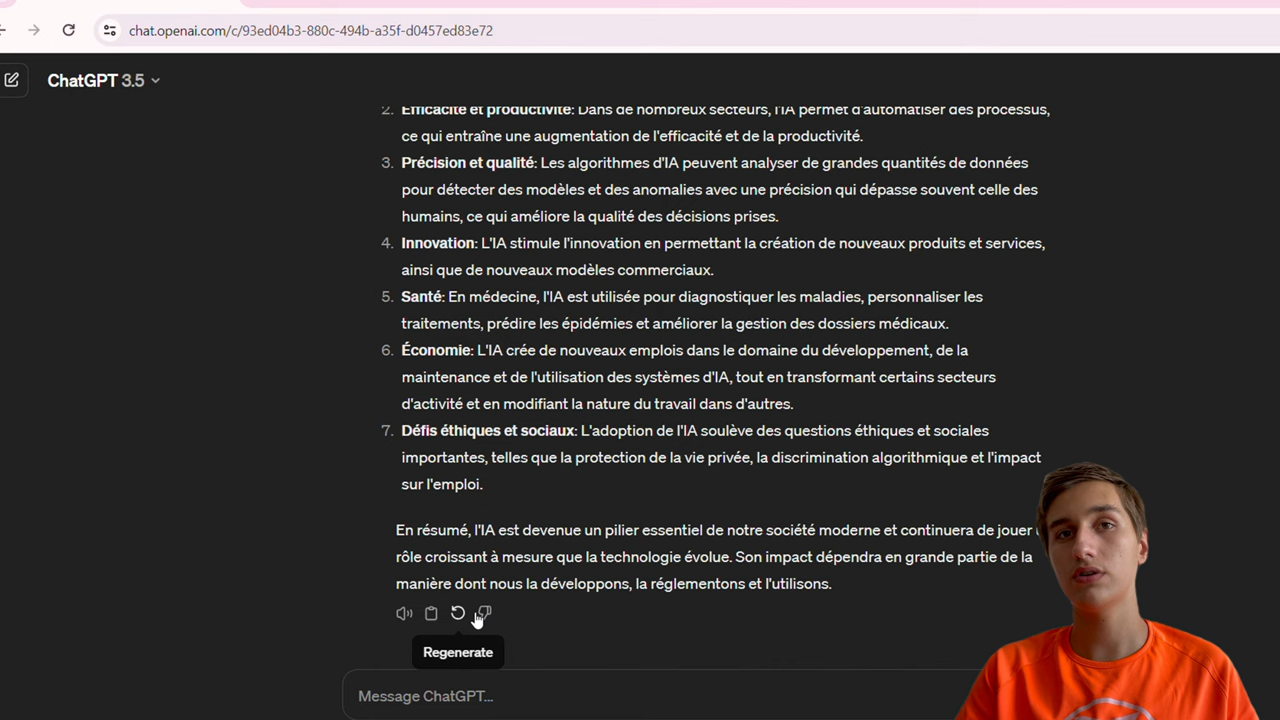 chat.openai.com/c/93ed04b3-880c-494b-a35f-d0457ed83e72
ChatGPT 3.5
2. Efficacité et productivité: Dans de nombreux secteurs, l'IA permet d'automatiser des processus,
ce qui entraîne une augmentation de l'efficacité et de la productivité.
3. Précision et qualité: Les algorithmes d'IA peuvent analyser de grandes quantités de données
pour détecter des modèles et des anomalies avec une précision qui dépasse souvent celle des
humains, ce qui améliore la qualité des décisions prises.
4. Innovation: L'IA stimule l'innovation en permettant la création de nouveaux produits et services,
ainsi que de nouveaux modèles commerciaux.
5. Santé: En médecine, l'IA est utilisée pour diagnostiquer les maladies, personnaliser les
traitements, prédire les épidémies et améliorer la gestion des dossiers médicaux.
6. Économie: L'IA crée de nouveaux emplois dans le domaine du développement, de la
maintenance et de l'utilisation des systèmes d'IA, tout en transformant certains secteurs
d'activité et en modifiant la nature du travail dans d'autres.
7. Défis éthiques et sociaux: L'adoption de l'IA soulève des questions éthiques et sociales
importantes, telles que la protection de la vie privée, la discrimination algorithmique et l'impact
sur l'emploi.
En résumé, l'IA est devenue un pilier essentiel de notre société moderne et continuera de jouer
rôle croissant à mesure que la technologie évolue. Son impact dépendra en grande partie de la
manière dont nous la développons, la réglementons et l'utilisons.
Regenerate
Message ChatGPT...